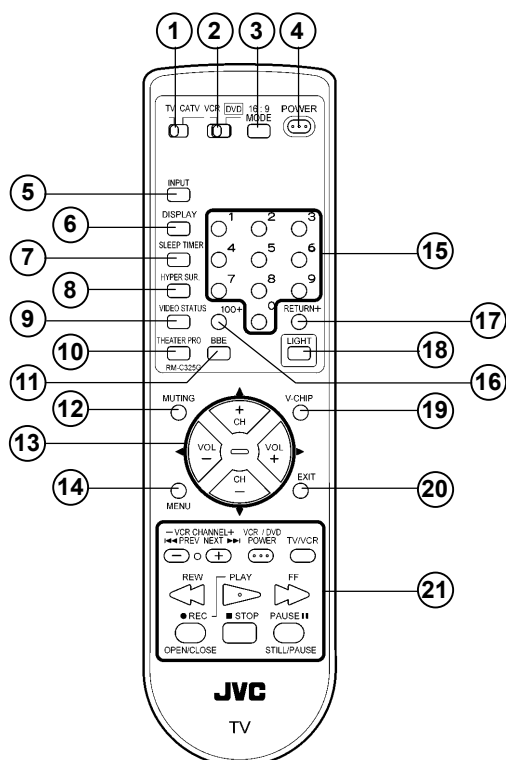 1 2 3 4
TV CATV VCR DVD 16:9 MODE POWER
5 INPUT
6 DISPLAY
7 SLEEP TIMER
8 HYPER SUR.
9 VIDEO STATUS
10 THEATER PRO
RM-C325G
11 BBE
1 2 3
4 5 6
7 8 9
100+ 0 RETURN+
LIGHT
15
17
18
16
12 MUTING
V-CHIP 19
13
+
CH
VOL
−
VOL
+
CH
−
14
MENU
EXIT
20
− VCR CHANNEL + VCR / DVD
PREV NEXT POWER TV/VCR
− +
REW PLAY FF
21
REC STOP PAUSE
OPEN/CLOSE STILL/PAUSE
JVC
TV